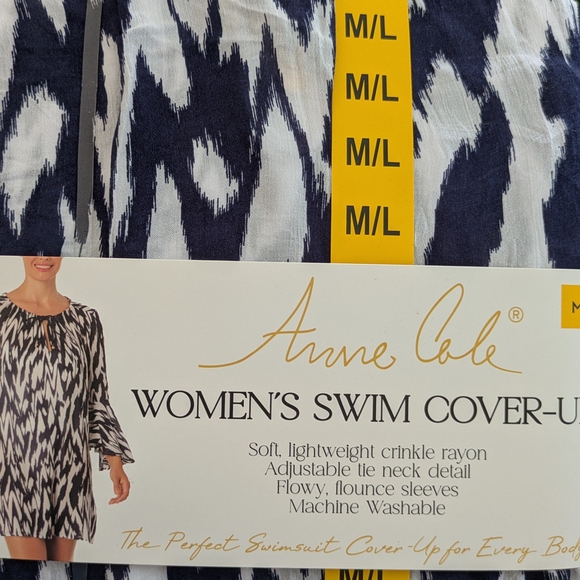 M/L
M/L
M/L
M/L
Anne Cole®
M
WOMEN'S SWIM COVER-U
Soft, lightweight crinkle rayon
Adjustable tie neck detail
Flowy, flounce sleeves
Machine Washable
The Perfect Swimsuit Cover-Up for Every Body
M/L